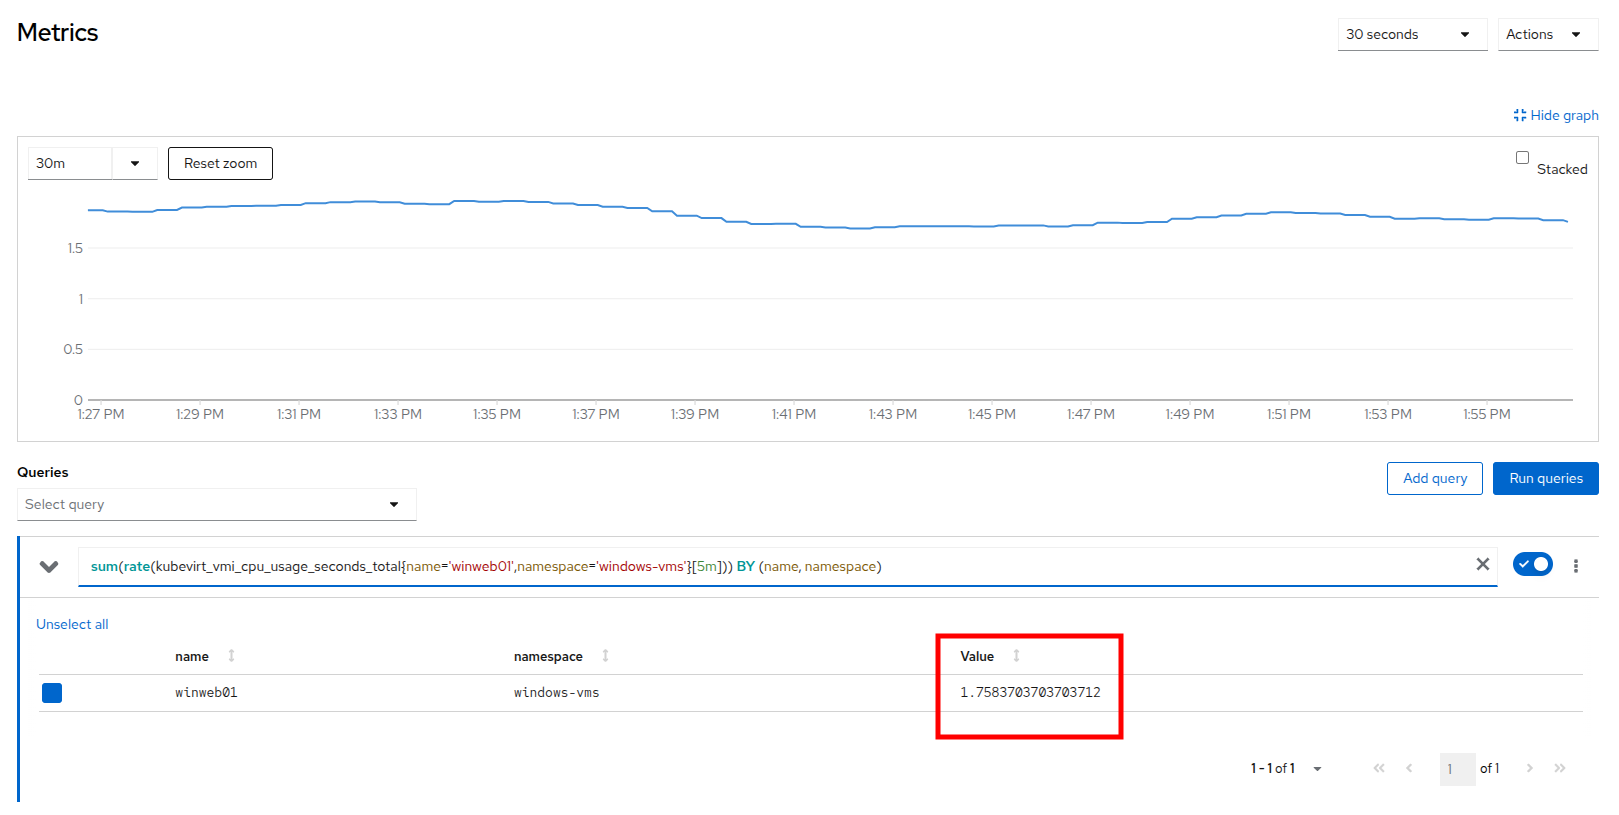 Metrics
30 seconds
Actions
Hide graph
30m
Reset zoom
Stacked
1.5
1
0.5
0
1:27 PM 1:29 PM 1:31 PM 1:33 PM 1:35 PM 1:37 PM 1:39 PM 1:41 PM 1:43 PM 1:45 PM 1:47 PM 1:49 PM 1:51 PM 1:53 PM 1:55 PM
Queries
Select query
Add query
Run queries
sum(rate(kubevirt_vmi_cpu_usage_seconds_total{name='winweb01',namespace='windows-vms'}[5m])) BY (name, namespace)
Unselect all
name namespace Value
winweb01 windows-vms 1.7583703703703712
1 - 1 of 1
1 of 1